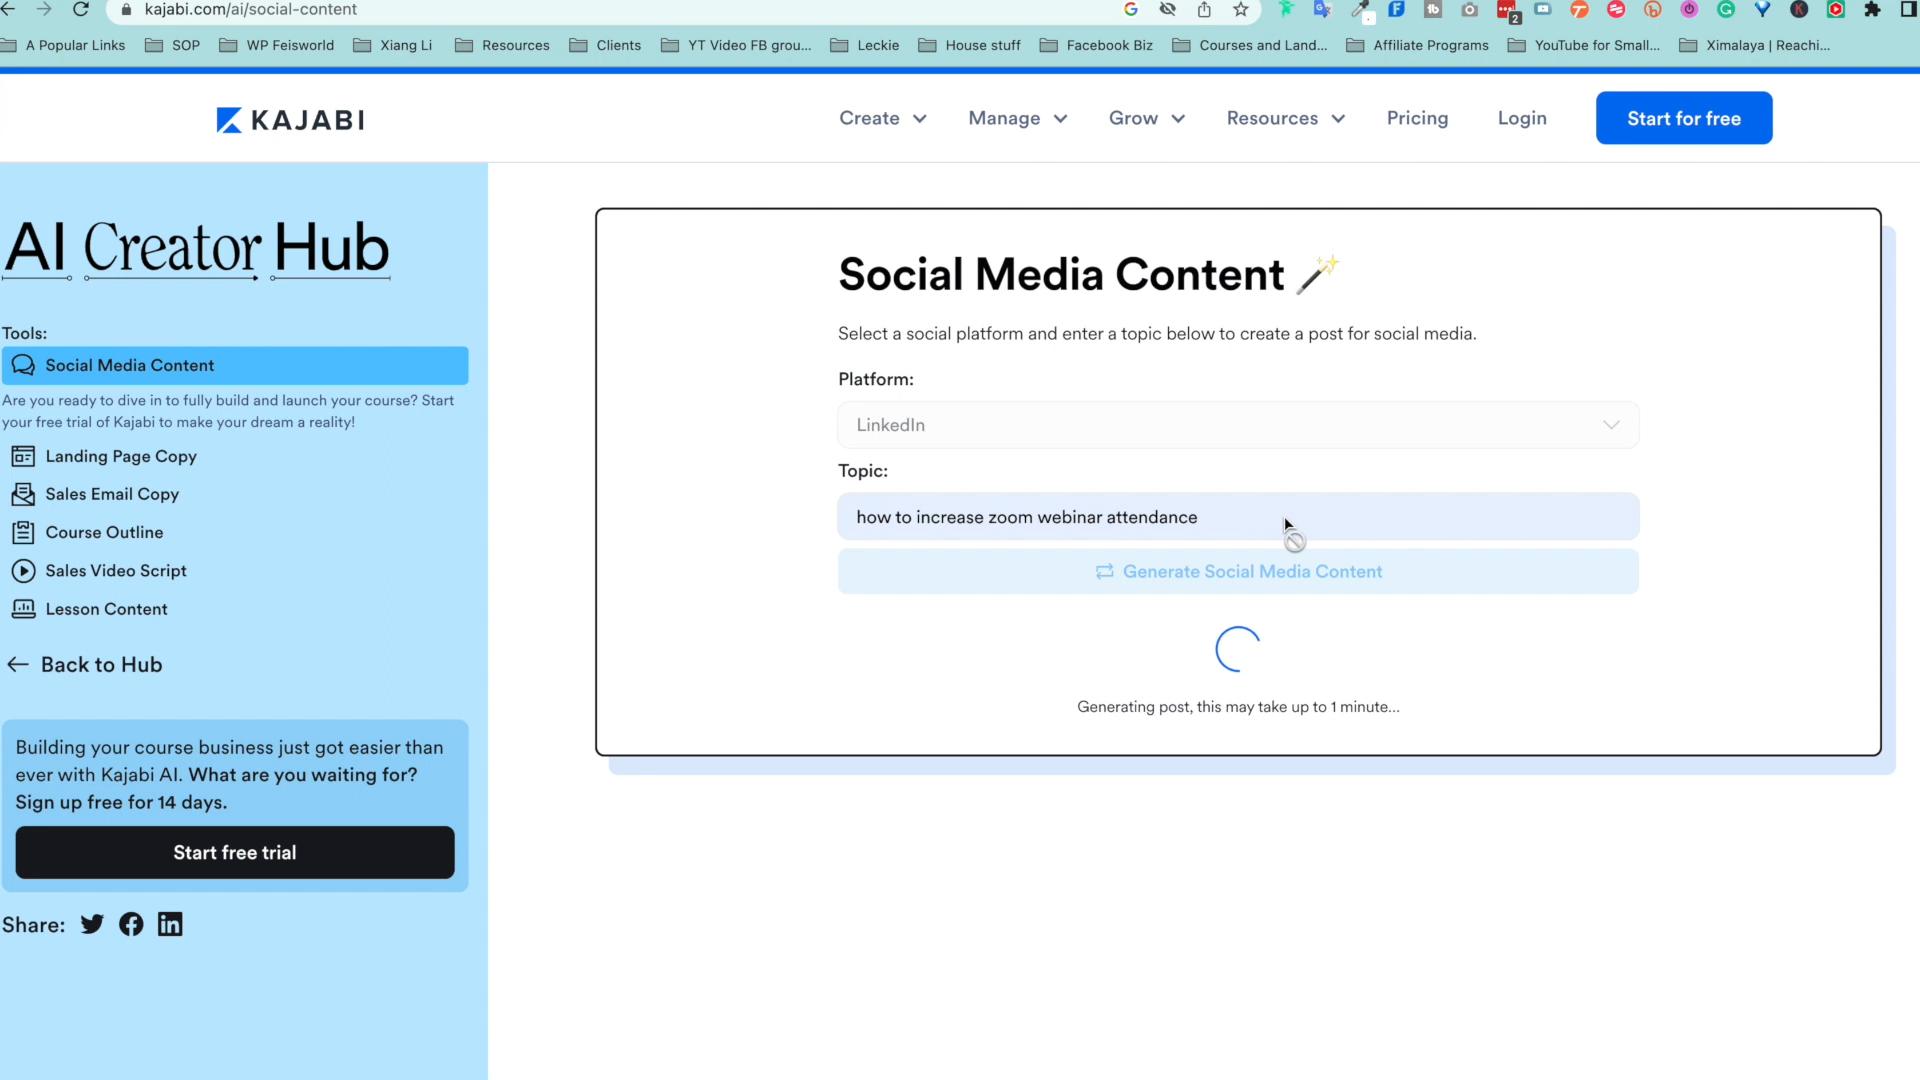 kajabi.com/ai/social-content
2
A Popular Links
SOP
WP Feisworld
Xiang Li
Resources
Clients
YT Video FB grou...
Leckie
House stuff
Facebook Biz
Courses and Land...
Affiliate Programs
YouTube for Small...
Ximalaya | Reachi...
KAJABI
Create
Manage
Grow
Resources
Pricing
Login
Start for free
AI Creator Hub
Tools:
Social Media Content
Are you ready to dive in to fully build and launch your course? Start
your free trial of Kajabi to make your dream a reality!
Landing Page Copy
Sales Email Copy
Course Outline
Sales Video Script
Lesson Content
Back to Hub
Building your course business just got easier than
ever with Kajabi AI. What are you waiting for?
Sign up free for 14 days.
Start free trial
Share:
Social Media Content
Select a social platform and enter a topic below to create a post for social media.
Platform:
LinkedIn
Topic:
how to increase zoom webinar attendance
Generate Social Media Content
Generating post, this may take up to 1 minute...